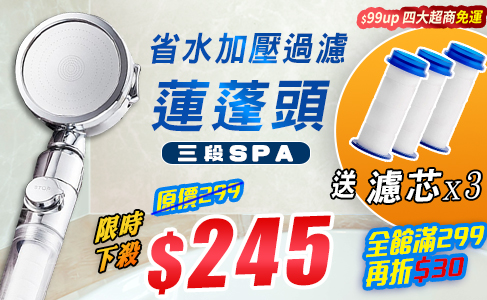 $99up 四大超商免運
省水加壓過濾
蓮蓬頭
三段SPA
送濾芯x3
原價299
限時
下殺
$245
全館滿299
再折$30
STOP